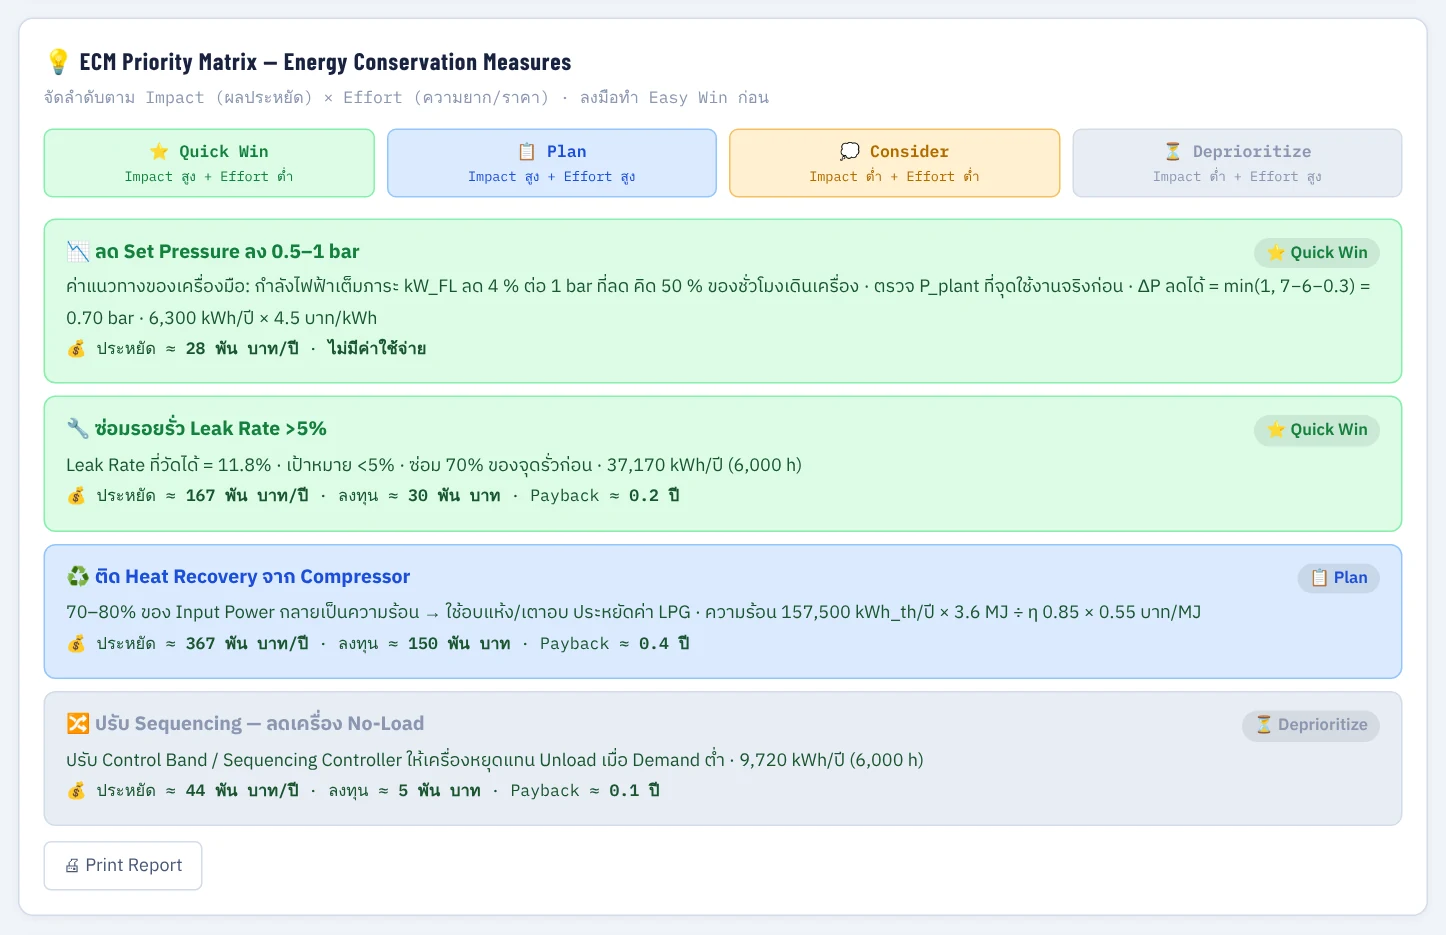 💡 ECM Priority Matrix — Energy Conservation Measures
จัดลำดับตาม Impact (ผลประหยัด) × Effort (ความยาก/ราคา) · ลงมือทำ Easy Win ก่อน
⭐ Quick Win
Impact สูง + Effort ต่ำ
📋 Plan
Impact สูง + Effort สูง
💭 Consider
Impact ต่ำ + Effort ต่ำ
⏳ Deprioritize
Impact ต่ำ + Effort สูง
📉 ลด Set Pressure ลง 0.5–1 bar
⭐ Quick Win
ค่าแนวทางของเครื่องมือ: กำลังไฟฟ้าเต็มภาระ kW_FL ลด 4 % ต่อ 1 bar ที่ลด คิด 50 % ของชั่วโมงเดินเครื่อง · ตรวจ P_plant ที่จุดใช้งานจริงก่อน · ΔP ลดได้ = min(1, 7−6−0.3) =
0.70 bar · 6,300 kWh/ปี × 4.5 บาท/kWh
💰 ประหยัด ≈ 28 พัน บาท/ปี · ไม่มีค่าใช้จ่าย
🔧 ซ่อมรอยรั่ว Leak Rate >5%
⭐ Quick Win
Leak Rate ที่วัดได้ = 11.8% · เป้าหมาย <5% · ซ่อม 70% ของจุดรั่วก่อน · 37,170 kWh/ปี (6,000 h)
💰 ประหยัด ≈ 167 พัน บาท/ปี · ลงทุน ≈ 30 พัน บาท · Payback ≈ 0.2 ปี
♻️ ติด Heat Recovery จาก Compressor
📋 Plan
70–80% ของ Input Power กลายเป็นความร้อน → ใช้อบแห้ง/เตาอบ ประหยัดค่า LPG · ความร้อน 157,500 kWh_th/ปี × 3.6 MJ ÷ η 0.85 × 0.55 บาท/MJ
💰 ประหยัด ≈ 367 พัน บาท/ปี · ลงทุน ≈ 150 พัน บาท · Payback ≈ 0.4 ปี
🔀 ปรับ Sequencing — ลดเครื่อง No-Load
⏳ Deprioritize
ปรับ Control Band / Sequencing Controller ให้เครื่องหยุดแทน Unload เมื่อ Demand ต่ำ · 9,720 kWh/ปี (6,000 h)
💰 ประหยัด ≈ 44 พัน บาท/ปี · ลงทุน ≈ 5 พัน บาท · Payback ≈ 0.1 ปี
🖨 Print Report